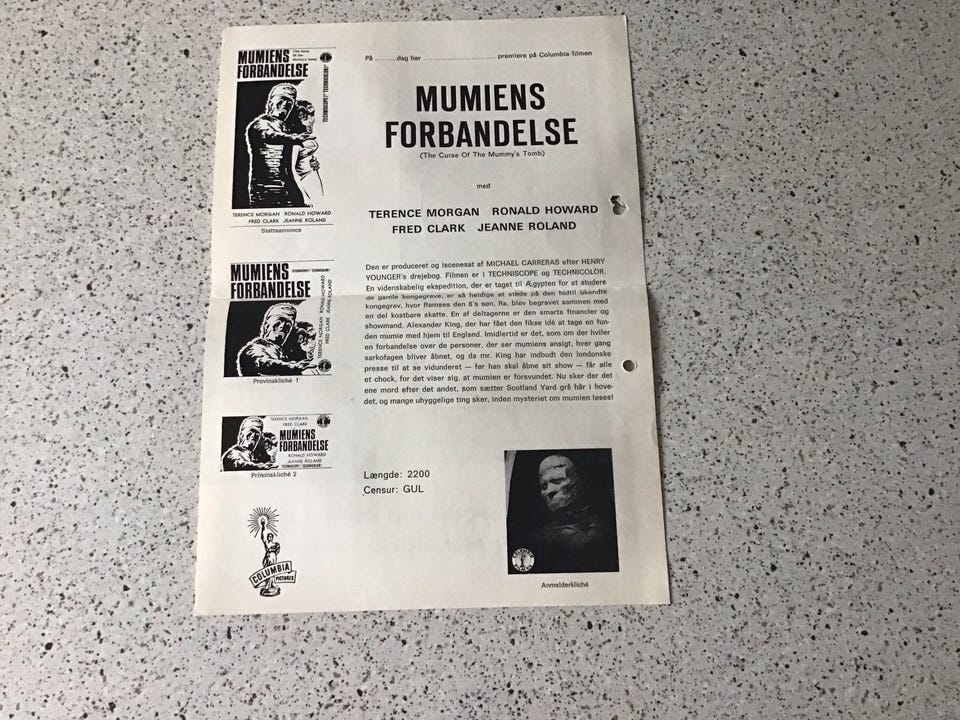 MUMIENS
FORBANDELSE
TECHNISCOPE® TECHNICOLOR®
TERENCE MORGAN RONALD HOWARD
FRED CLARK JEANNE ROLAND
Støtteannonce
MUMIENS
FORBANDELSE
TERENCE MORGAN RONALD HOWARD
FRED CLARK JEANNE ROLAND
Provinskliché 1
TERENCE MORGAN
FRED CLARK
MUMIENS
FORBANDELSE
RONALD HOWARD
JEANNE ROLAND
Provinskliché 2
COLUMBIA
PICTURES
På ........dag har ............................ premiere på Columbia filmen
MUMIENS
FORBANDELSE
(The Curse Of The Mummy's Tomb)
med
TERENCE MORGAN RONALD HOWARD
FRED CLARK JEANNE ROLAND
Den er produceret og iscenesat af MICHAEL CARRERAS efter HENRY
YOUNGER's drejebog. Filmen er i TECHNISCOPE og TECHNICOLOR.
En videnskabelig ekspedition, der er taget til Ægypten for at studere
de gamle kongegrave, er så heldige at støde på den hidtil ukendte
kongegrav, hvor Ramses den 8's søn, Ra, blev begravet sammen med
en del kostbare skatte. En af deltagerne er den smarte financier og
showmand, Alexander King, der har fået den fikse idé at tage en fun-
den mumie med hjem til England. Imidlertid er det, som om der hviler
en forbandelse over de personer, der ser mumiens ansigt, hver gang
sarkofagen bliver åbnet, og da mr. King har indbudt den londonske
presse til at se vidunderet — før han skal åbne sit show — får alle
et chock, for det viser sig, at mumien er forsvundet. Nu sker der det
ene mord efter det andet, som sætter Scotland Yard grå hår i hove-
det, og mange uhyggelige ting sker, inden mysteriet om mumien løses!
Længde: 2200
Censur: GUL
Anmelderkliché